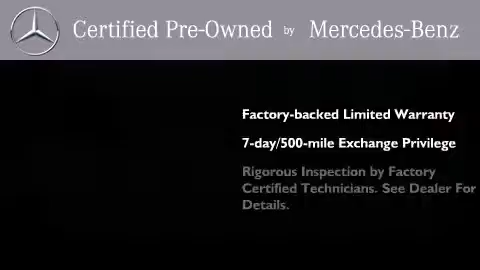 Certified Pre-Owned by Mercedes-Benz
Factory-backed Limited Warranty
7-day/500-mile Exchange Privilege
Rigorous Inspection by Factory
Certified Technicians. See Dealer For
Details.